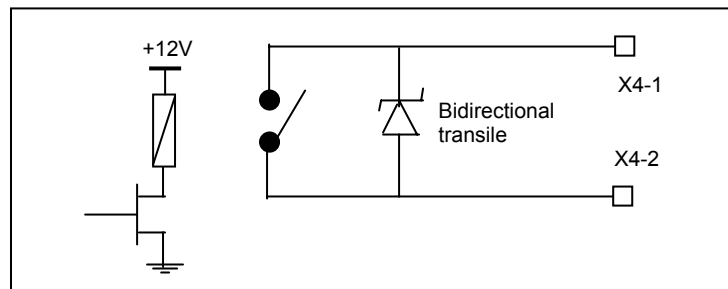 +12V
X4-1
Bidirectional
transile
X4-2